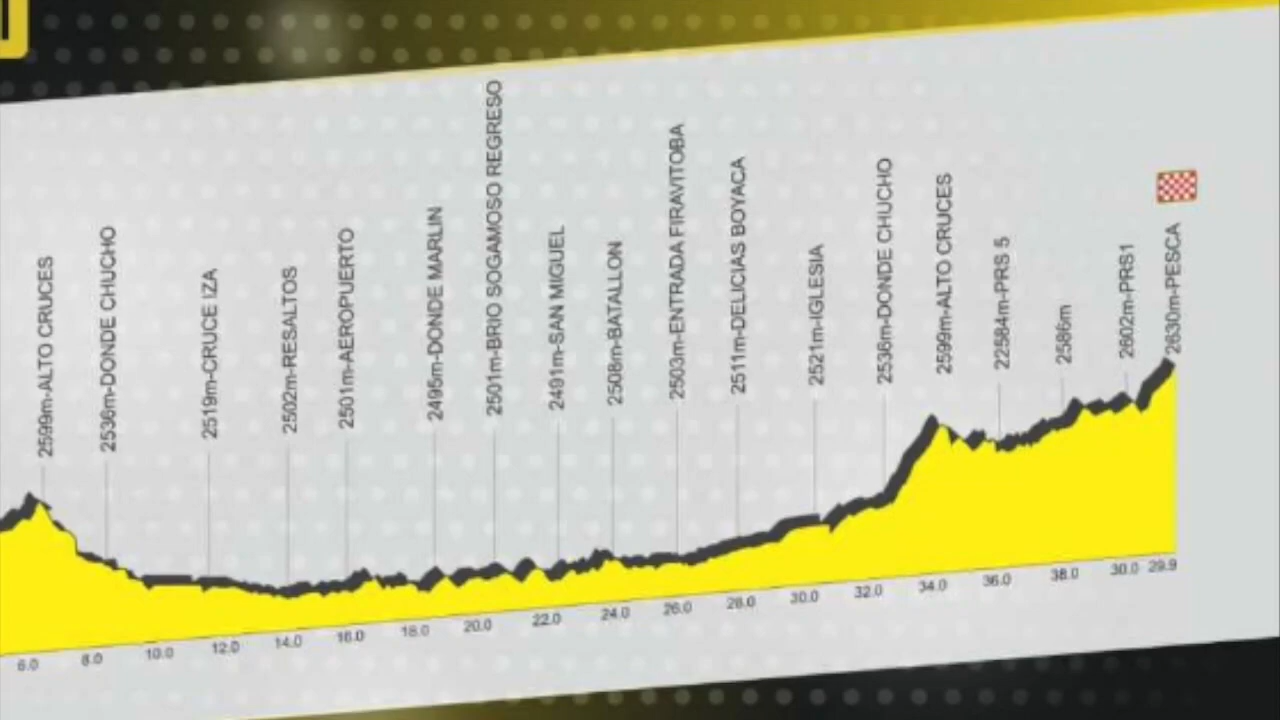 2599m-ALTO CRUCES
2536m-DONDE CHUCHO
2519m-CRUCE IZA
2502m-RESALTOS
2501m-AEROPUERTO
2495m-DONDE MARLIN
2501m-BRIO SOGAMOSO REGRESO
2491m-SAN MIGUEL
2508m-BATALLON
2503m-ENTRADA FIRAVITOBA
2511m-DELICIAS BOYACA
2521m-IGLESIA
2536m-DONDE CHUCHO
2599m-ALTO CRUCES
22584m-PRS 5
2586m
2602m-PRS1
2630m-PESCA
6.0 8.0 10.0 12.0 14.0 16.0 18.0 20.0 22.0 24.0 26.0 28.0 30.0 32.0 34.0 36.0 38.0 30.0 29.9